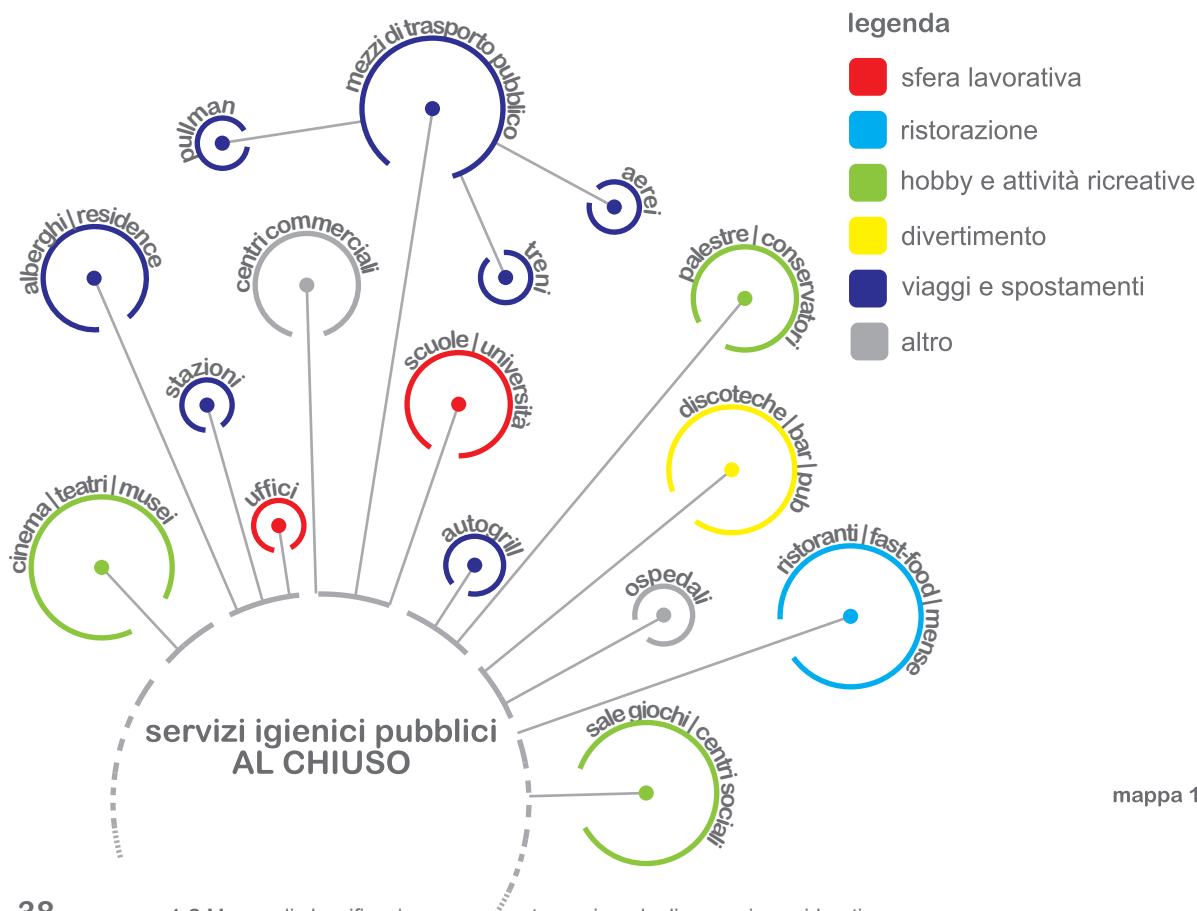 legenda
sfera lavorativa
ristorazione
hobby e attività ricreative
divertimento
viaggi e spostamenti
altro
mezzi di trasporto pubblico
pullman
aerei
treni
alberghi | residence
centri commerciali
palestre | conservatori
stazioni
scuole | università
discoteche | bar | pub
cinema | teatri | musei
uffici
autogrill
ospedali
ristoranti | fast-food | mense
sale giochi | centri sociali
servizi igienici pubblici
AL CHIUSO
mappa 1
38